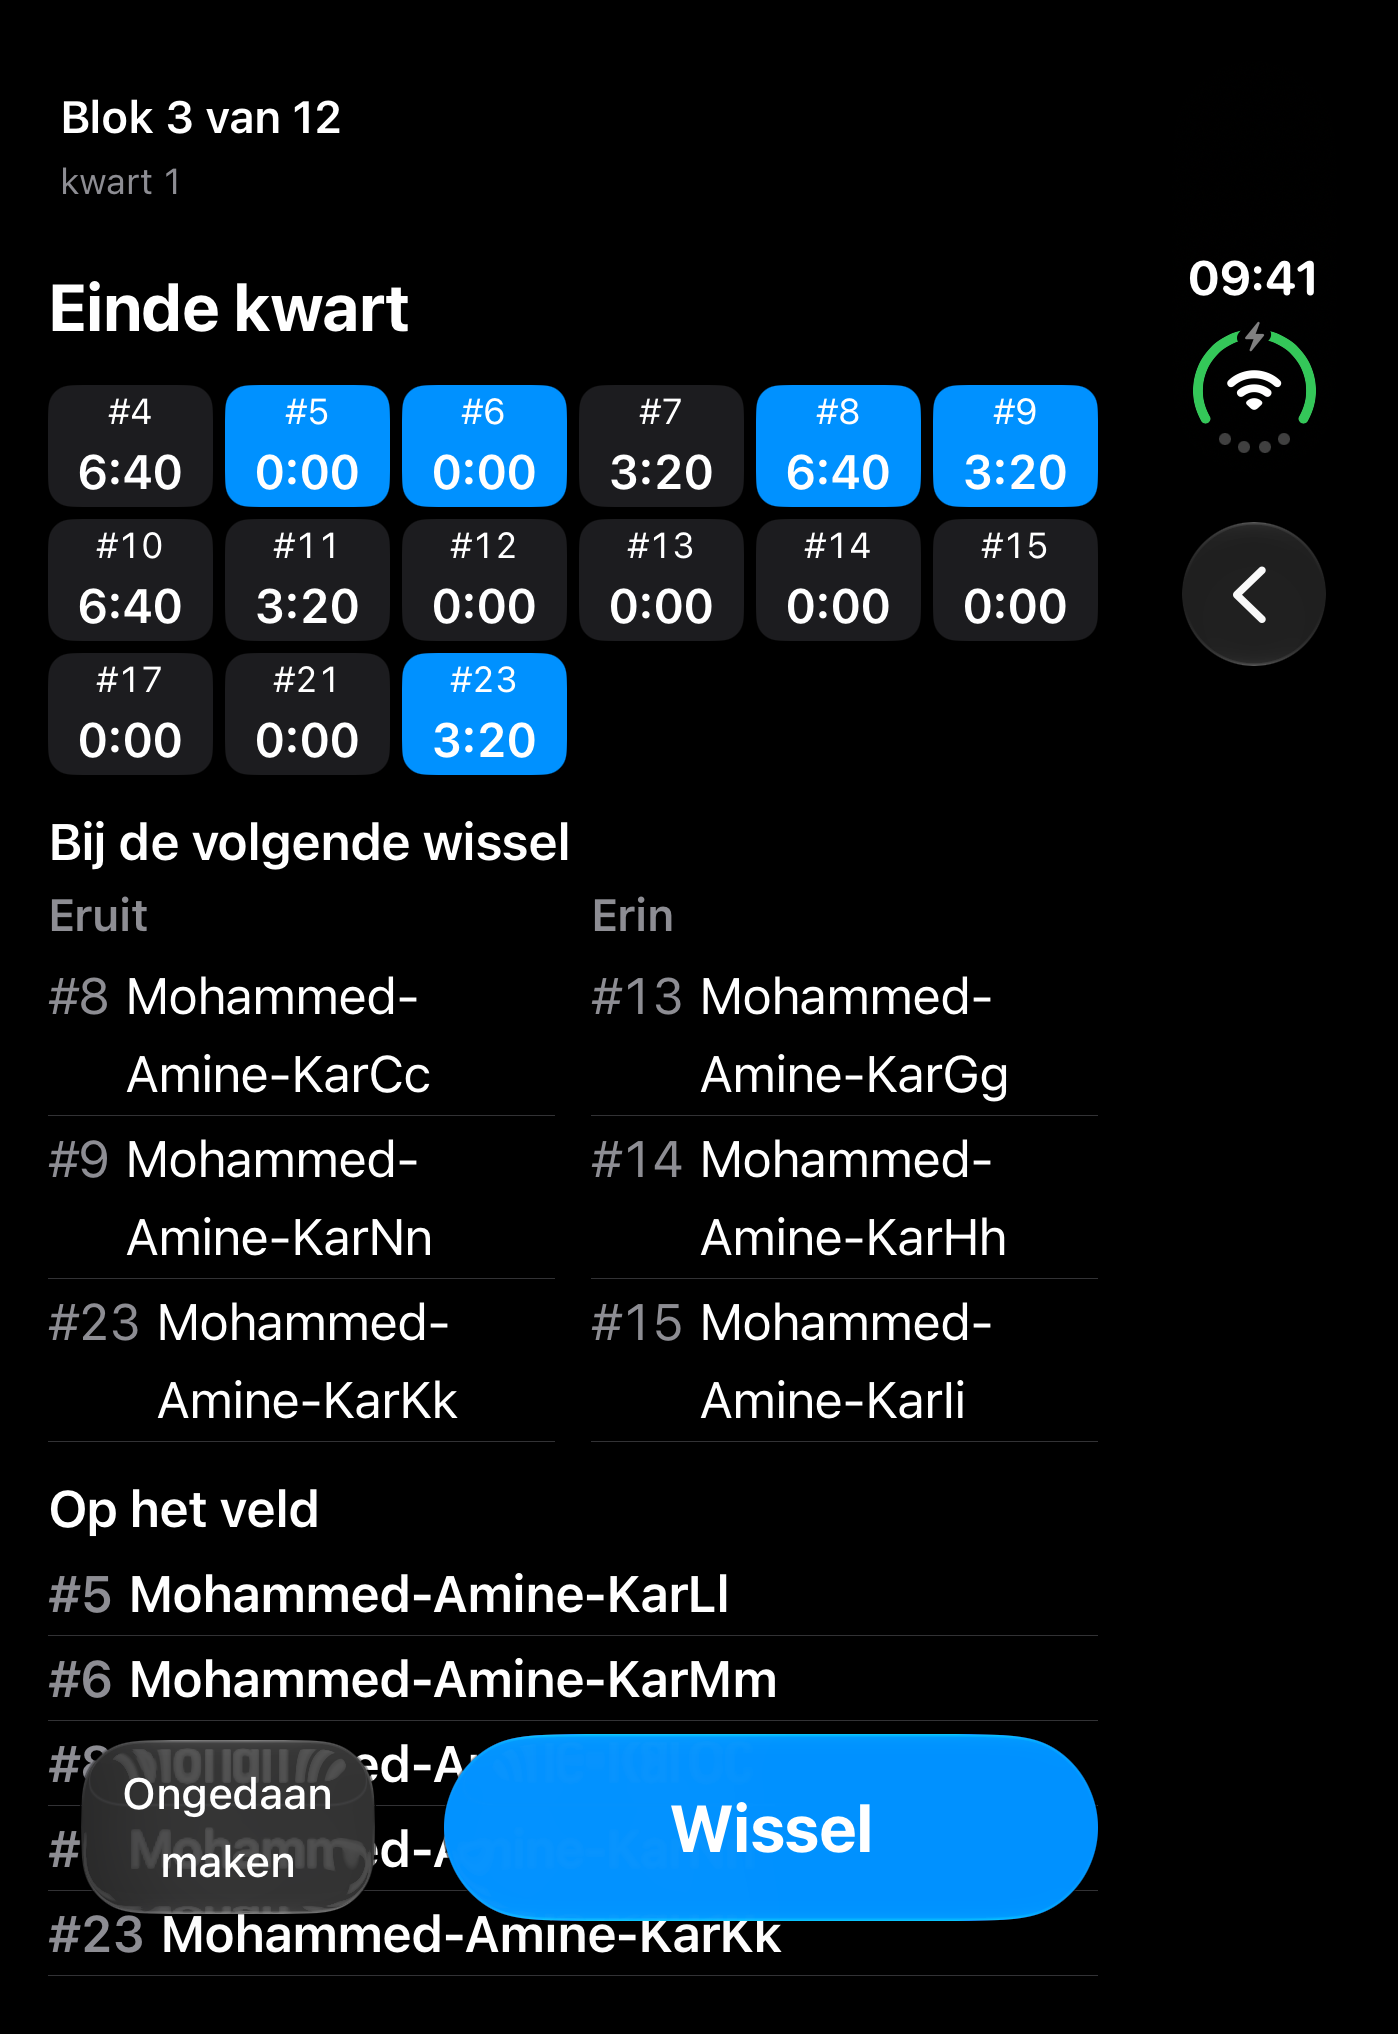 Blok 3 van 12
kwart 1
09:41
Einde kwart
#4 #5 #6 #7 #8 #9
6:40 0:00 0:00 3:20 6:40 3:20
#10 #11 #12 #13 #14 #15
6:40 3:20 0:00 0:00 0:00 0:00
#17 #21 #23
0:00 0:00 3:20
Bij de volgende wissel
Eruit
#8 Mohammed-
Amine-KarCc
#9 Mohammed-
Amine-KarNn
#23 Mohammed-
Amine-KarKk
Erin
#13 Mohammed-
Amine-KarGg
#14 Mohammed-
Amine-KarHh
#15 Mohammed-
Amine-KarIi
Op het veld
#5 Mohammed-Amine-KarLl
#6 Mohammed-Amine-KarMm
Ongedaan
maken
Wissel
#23 Mohammed-Amine-KarKk